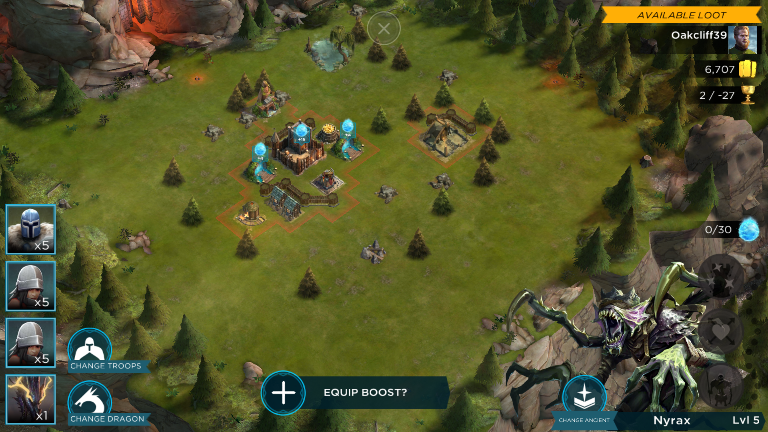 AVAILABLE LOOT
Oakcliff39
6,707
2 / -27
0/30
x5
x5
x5
CHANGE TROOPS
x1
CHANGE DRAGON
EQUIP BOOST?
CHANGE ANCIENT
Nyrax
Lvl 5